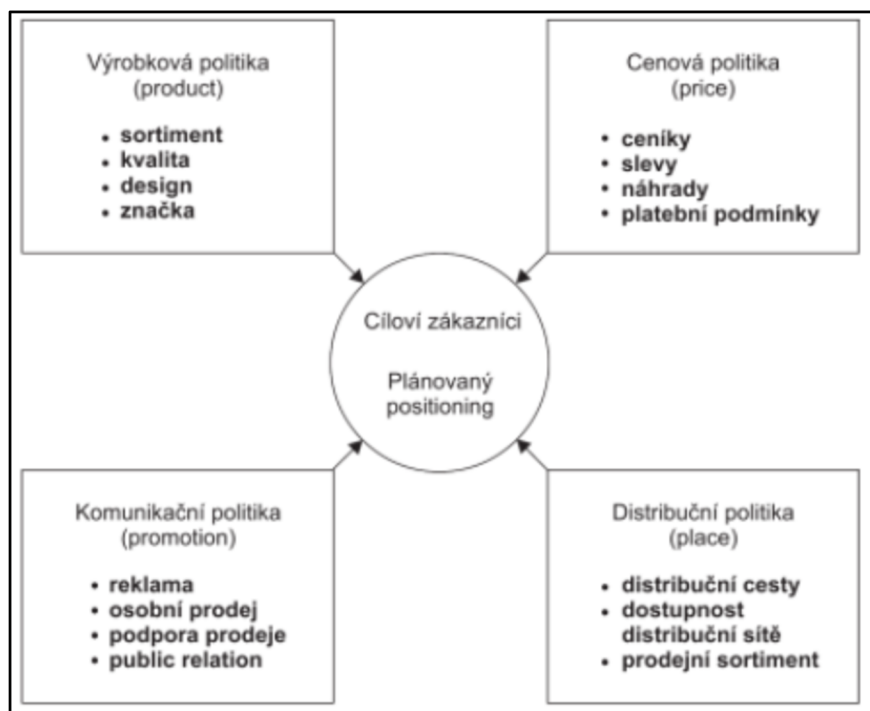 Výrobková politika
(product)
• sortiment
• kvalita
• design
• značka
Cenová politika
(price)
• ceníky
• slevy
• náhrady
• platební podmínky
Cíloví zákazníci
Plánovaný
positioning
Komunikační politika
(promotion)
• reklama
• osobní prodej
• podpora prodeje
• public relation
Distribuční politika
(place)
• distribuční cesty
• dostupnost
distribuční sítě
• prodejní sortiment